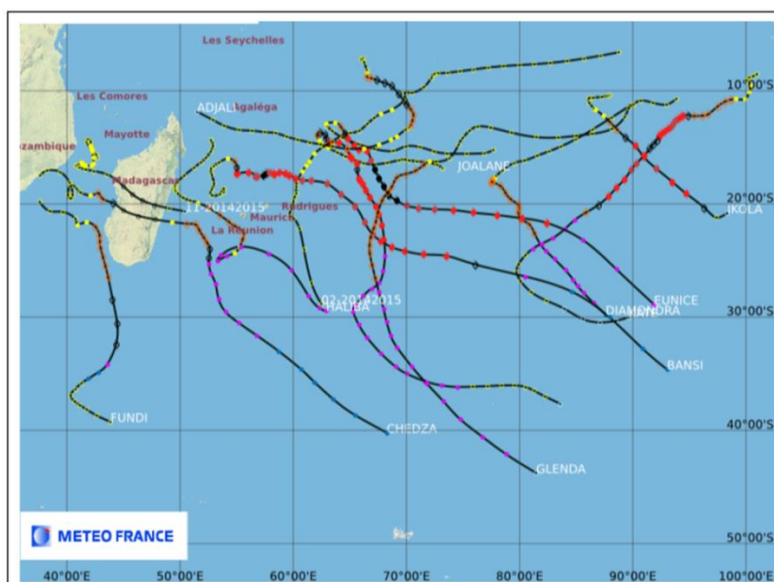 Les Seychelles
10°00'S
Les Comores
ADJALI
Agaléga
Mayotte
ozambique
JOALANE
Madagascar
20°00'S
11-20142015
Rodrigues
IKOLA
Maurice
La Réunion
02-20142015
HALIBA
EUNICE
30°00'S
DIAMONDRA
BANSI
FUNDI
40°00'S
CHEDZA
GLENDA
METEO FRANCE
50°00'S
40°00'E 50°00'E 60°00'E 70°00'E 80°00'E 90°00'E 100°00'E